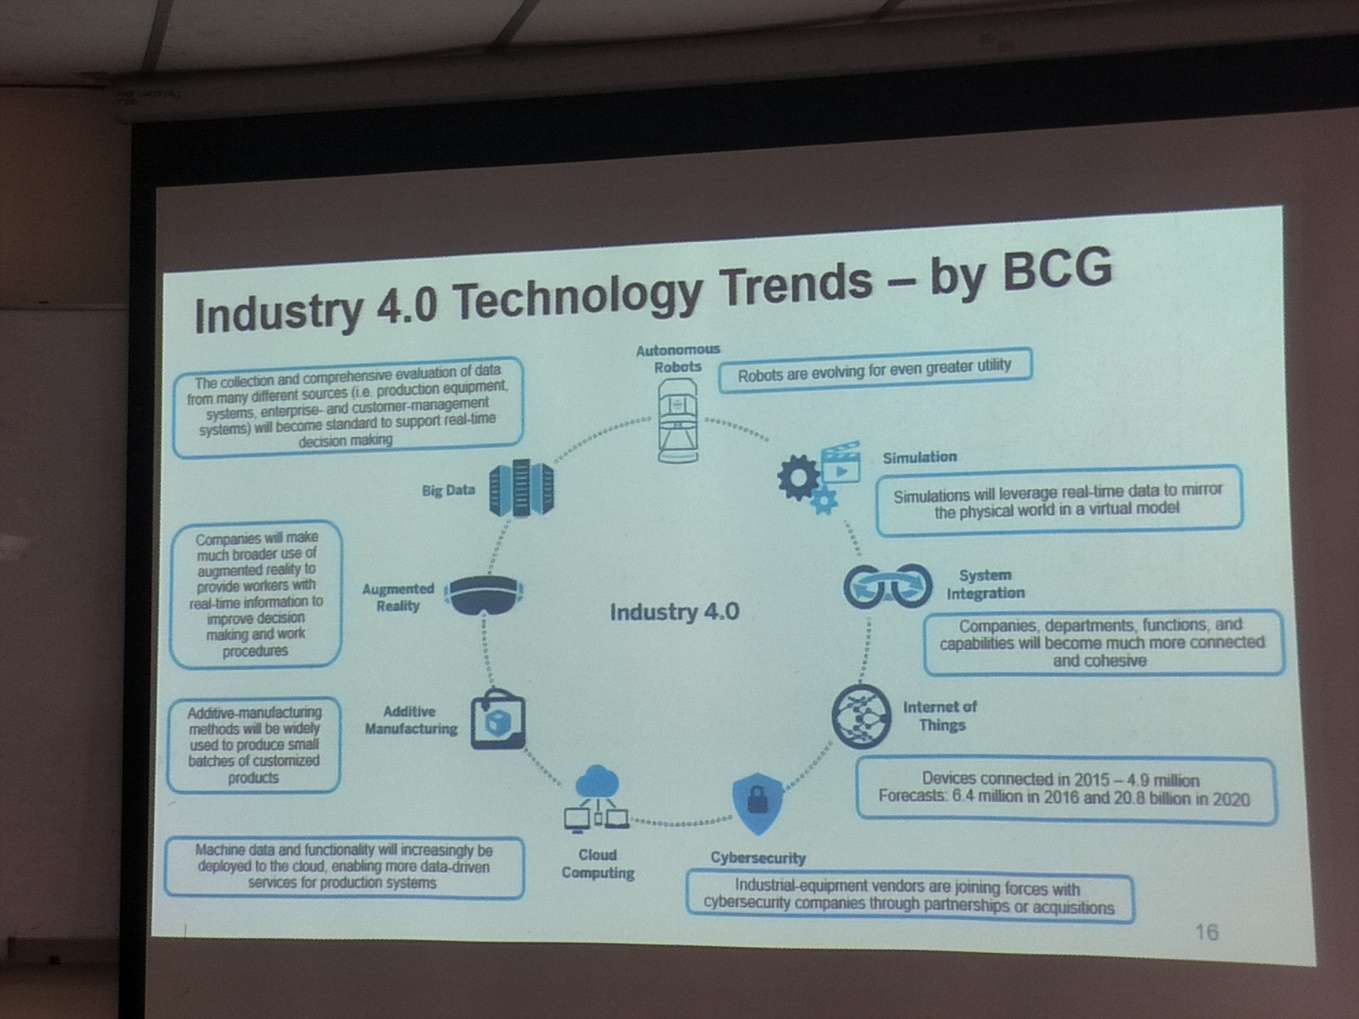 Industry 4.0 Technology Trends – by BCG
Autonomous
Robots
Robots are evolving for even greater utility
The collection and comprehensive evaluation of data
from many different sources (i.e. production equipment,
systems, enterprise- and customer-management
systems) will become standard to support real-time
decision making
Big Data
Simulation
Simulations will leverage real-time data to mirror
the physical world in a virtual model
Companies will make
much broader use of
augmented reality to
provide workers with
real-time information to
improve decision
making and work
procedures
Augmented
Reality
Industry 4.0
System
Integration
Companies, departments, functions, and
capabilities will become much more connected
and cohesive
Additive-manufacturing
methods will be widely
used to produce small
batches of customized
products
Additive
Manufacturing
Internet of
Things
Devices connected in 2015 – 4.9 million
Forecasts: 6.4 million in 2016 and 20.8 billion in 2020
Machine data and functionality will increasingly be
deployed to the cloud, enabling more data-driven
services for production systems
Cloud
Computing
Cybersecurity
Industrial-equipment vendors are joining forces with
cybersecurity companies through partnerships or acquisitions
16